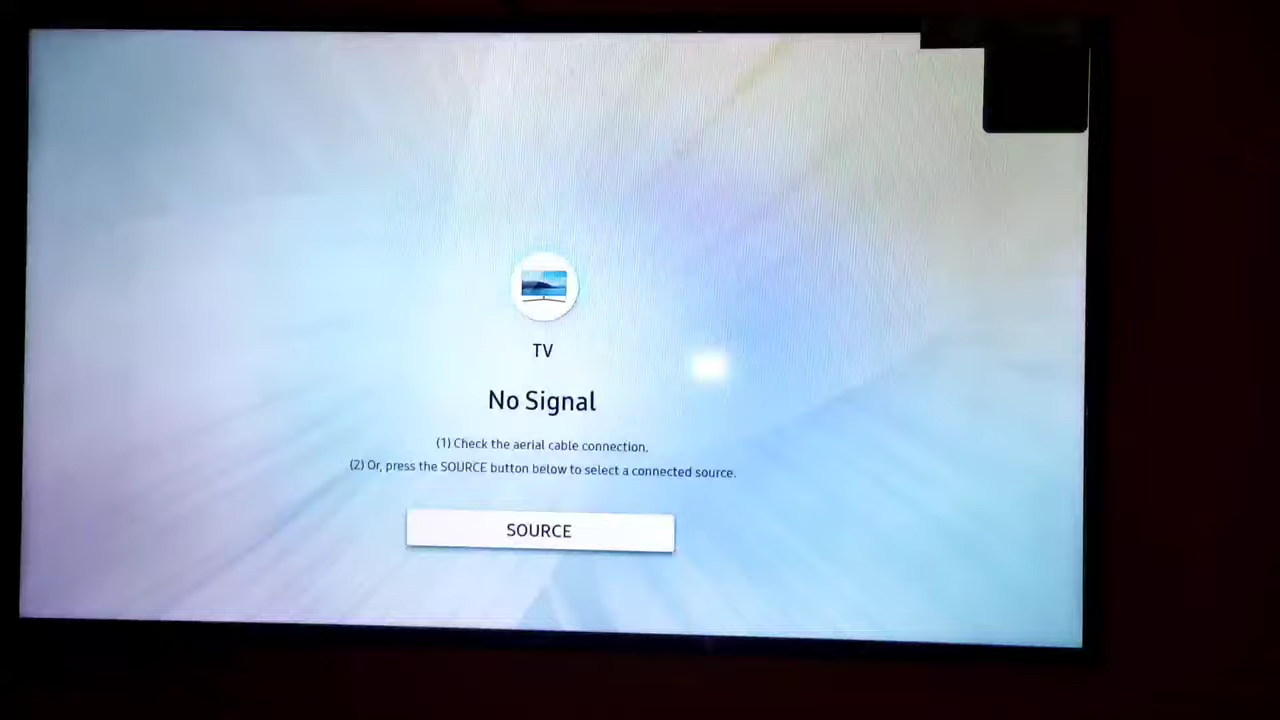 TV
No Signal
(1) Check the aerial cable connection.
(2) Or, press the SOURCE button below to select a connected source.
SOURCE